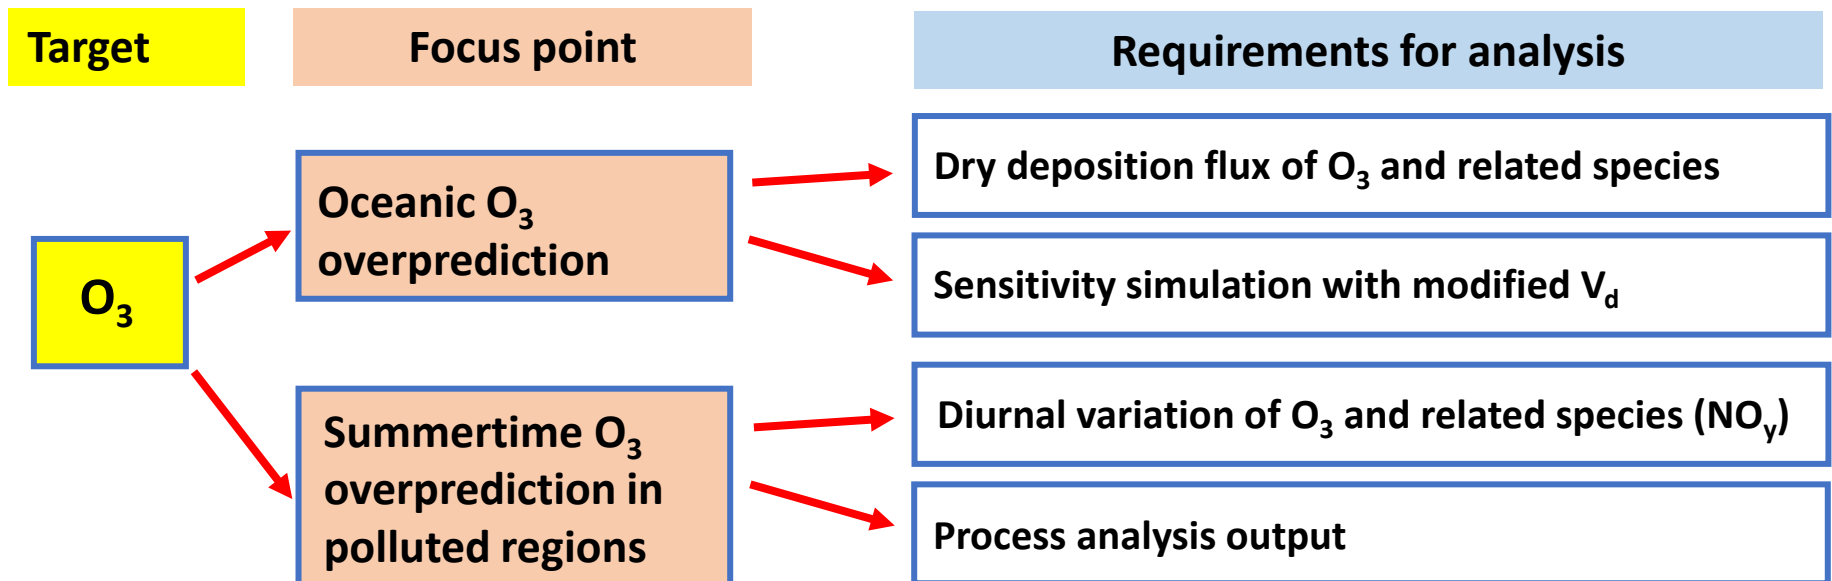 Target
Focus point
Requirements for analysis
O₃
Oceanic O₃
overprediction
Dry deposition flux of O₃ and related species
Sensitivity simulation with modified V_d
Summertime O₃
overprediction in
polluted regions
Diurnal variation of O₃ and related species (NO_y)
Process analysis output